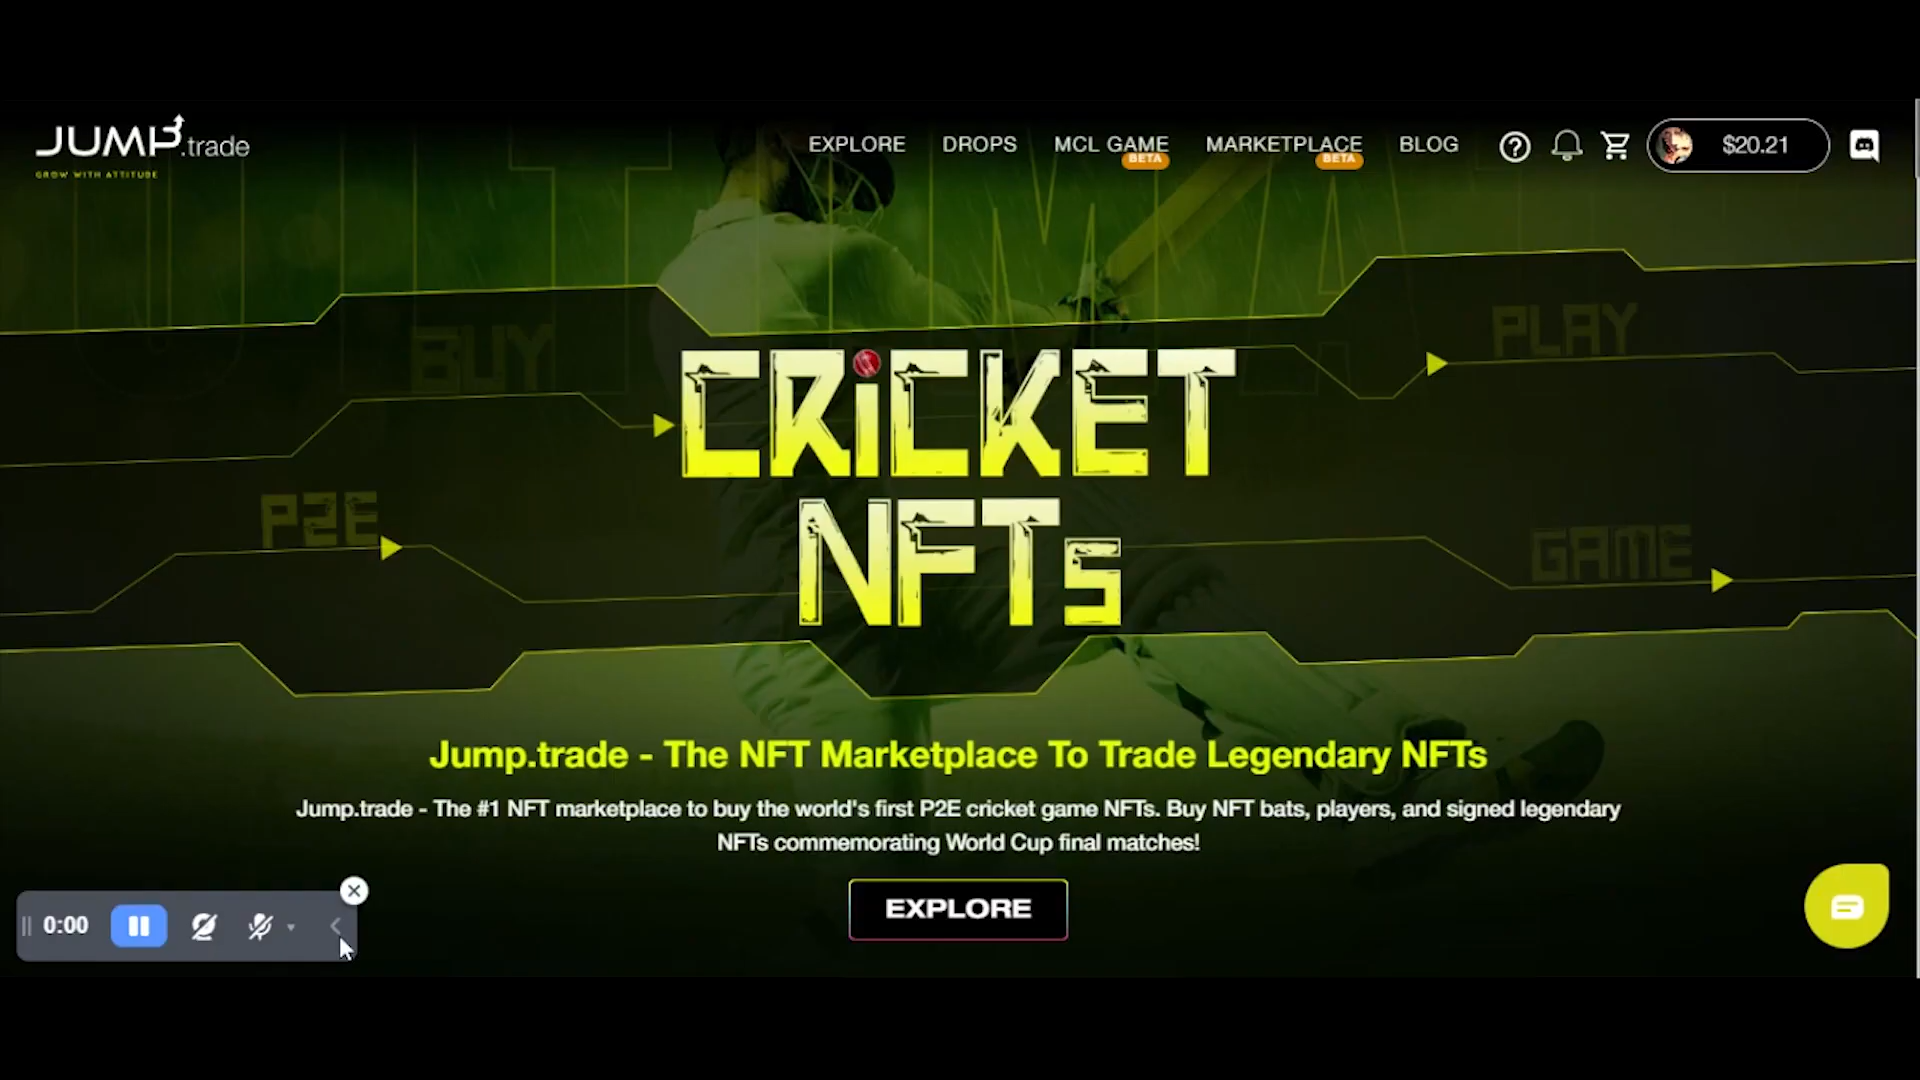 JUMP.trade
GROW WITH ATTITUDE
EXPLORE
DROPS
MCL GAME
BETA
MARKETPLACE
BETA
BLOG
$20.21
BUY
PLAY
CRiCKET
NFTs
P2E
GAME
Jump.trade - The NFT Marketplace To Trade Legendary NFTs
Jump.trade - The #1 NFT marketplace to buy the world's first P2E cricket game NFTs. Buy NFT bats, players, and signed legendary
NFTs commemorating World Cup final matches!
EXPLORE
0:00